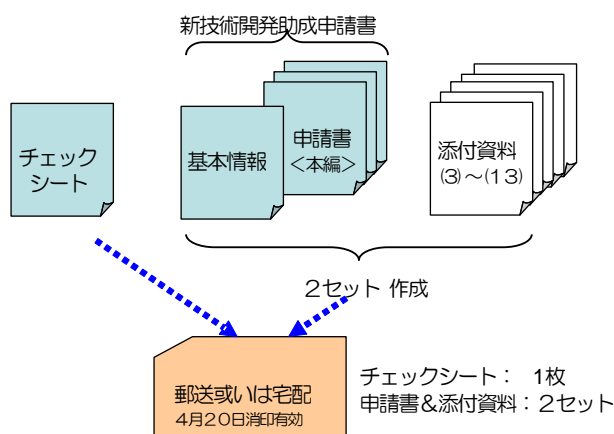 新技術開発助成申請書
チェック
シート
基本情報
申請書
＜本編＞
添付資料
(3)～(13)
２セット 作成
郵送或いは宅配
４月２０日消印有効
チェックシート： 1枚
申請書＆添付資料：２セット